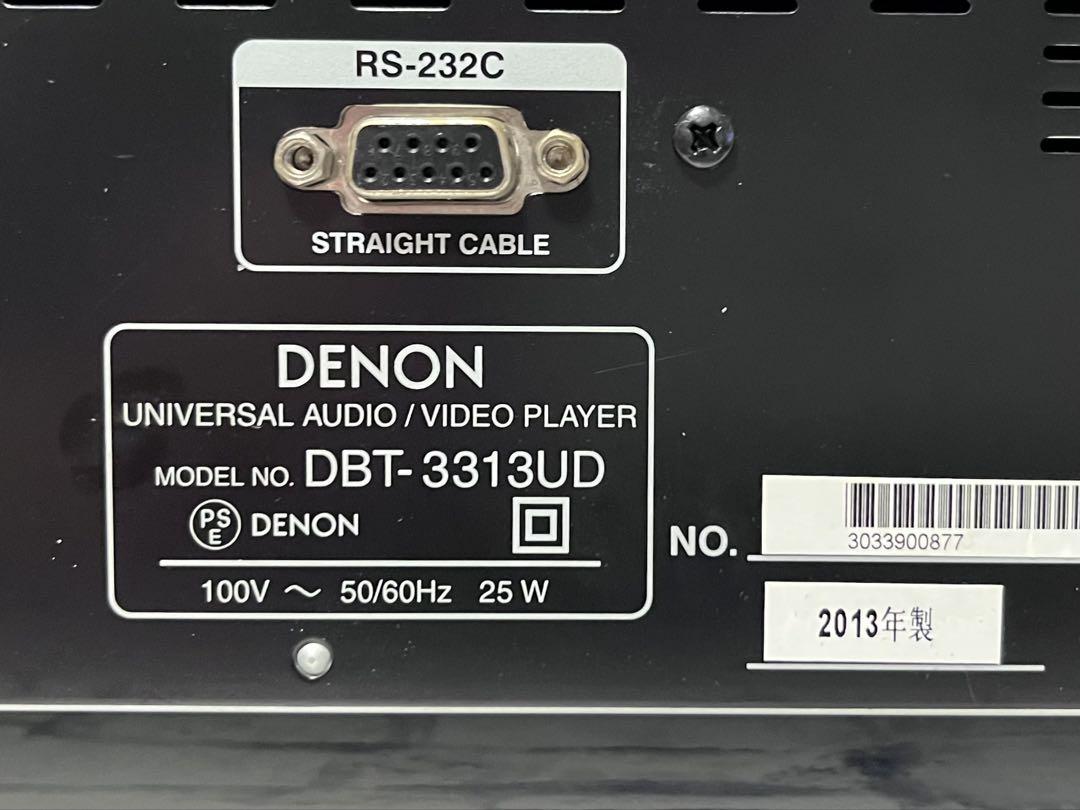 RS-232C
STRAIGHT CABLE
DENON
UNIVERSAL AUDIO / VIDEO PLAYER
MODEL NO. DBT-3313UD
PS E DENON
100V ～ 50/60Hz 25 W
NO.
3033900877
2013年製